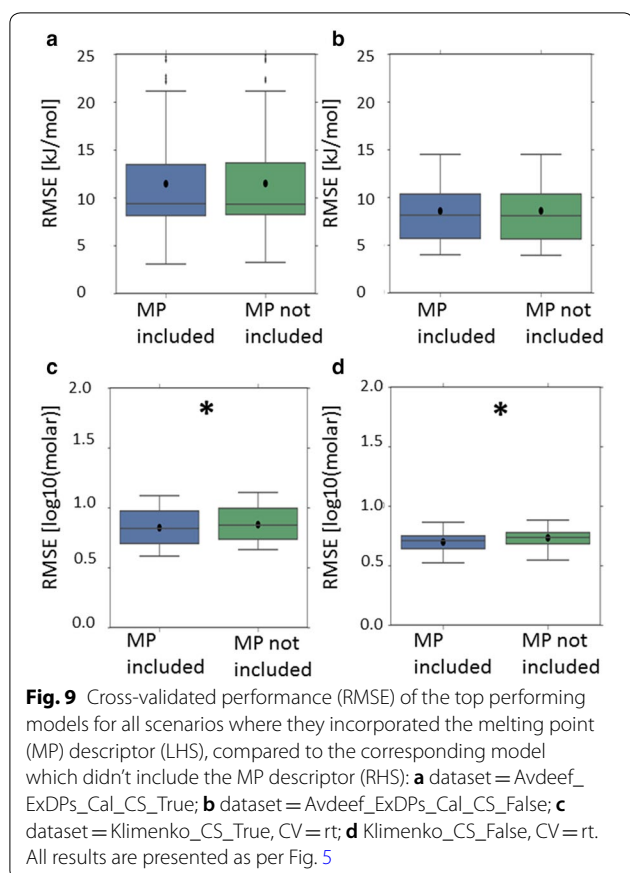 a
b
25
20
15
10
5
0
RMSE [kJ/mol]
MP
included
MP not
included
25
20
15
10
5
0
RMSE [kJ/mol]
MP
included
MP not
included
c
d
2.0
1.5
1.0
0.5
0.0
RMSE [log10(molar)]
*
MP
included
MP not
included
2.0
1.5
1.0
0.5
0.0
RMSE [log10(molar)]
*
MP
included
MP not
included
Fig. 9 Cross-validated performance (RMSE) of the top performing
models for all scenarios where they incorporated the melting point
(MP) descriptor (LHS), compared to the corresponding model
which didn’t include the MP descriptor (RHS): a dataset = Avdeef_
ExDPs_Cal_CS_True; b dataset = Avdeef_ExDPs_Cal_CS_False; c
dataset = Klimenko_CS_True, CV = rt; d Klimenko_CS_False, CV = rt.
All results are presented as per Fig. 5